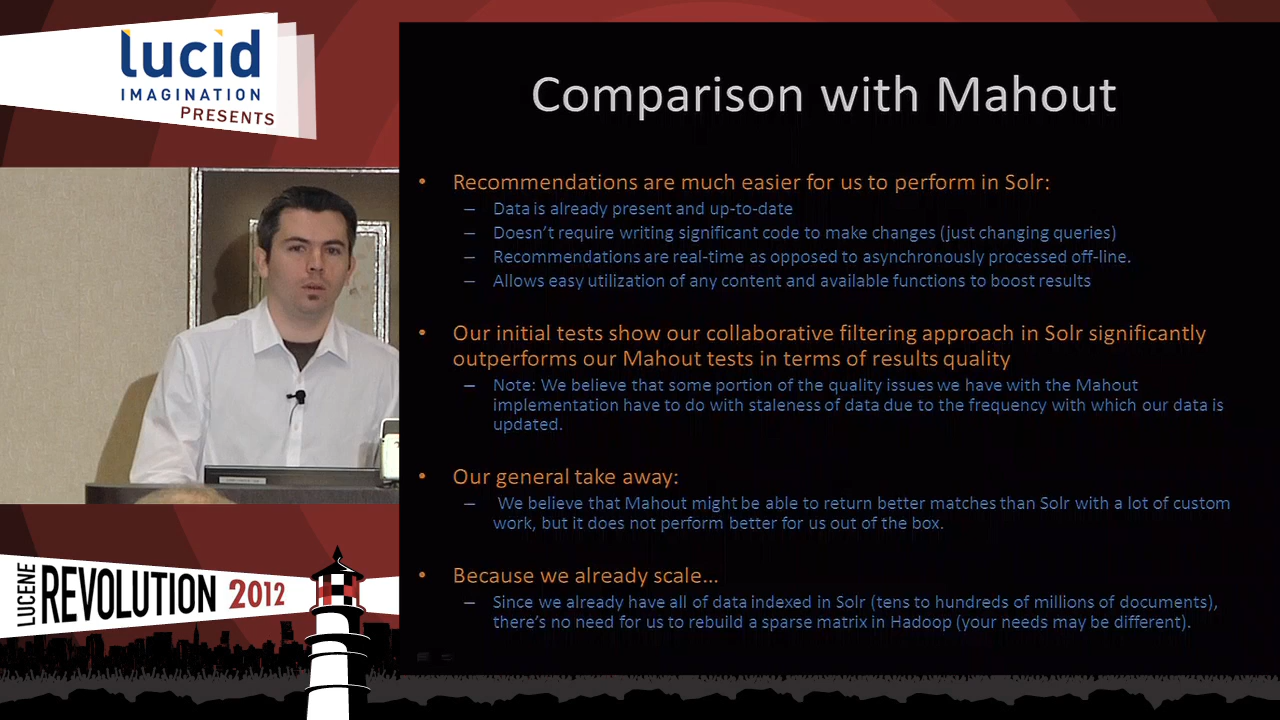 lucid
IMAGINATION
PRESENTS
Comparison with Mahout
• Recommendations are much easier for us to perform in Solr:
– Data is already present and up-to-date
– Doesn't require writing significant code to make changes (just changing queries)
– Recommendations are real-time as opposed to asynchronously processed off-line.
– Allows easy utilization of any content and available functions to boost results
• Our initial tests show our collaborative filtering approach in Solr significantly
outperforms our Mahout tests in terms of results quality
– Note: We believe that some portion of the quality issues we have with the Mahout
implementation have to do with staleness of data due to the frequency with which our data is
updated.
• Our general take away:
– We believe that Mahout might be able to return better matches than Solr with a lot of custom
work, but it does not perform better for us out of the box.
• Because we already scale…
– Since we already have all of data indexed in Solr (tens to hundreds of millions of documents),
there's no need for us to rebuild a sparse matrix in Hadoop (your needs may be different).
LUCENE
REVOLUTION 2012